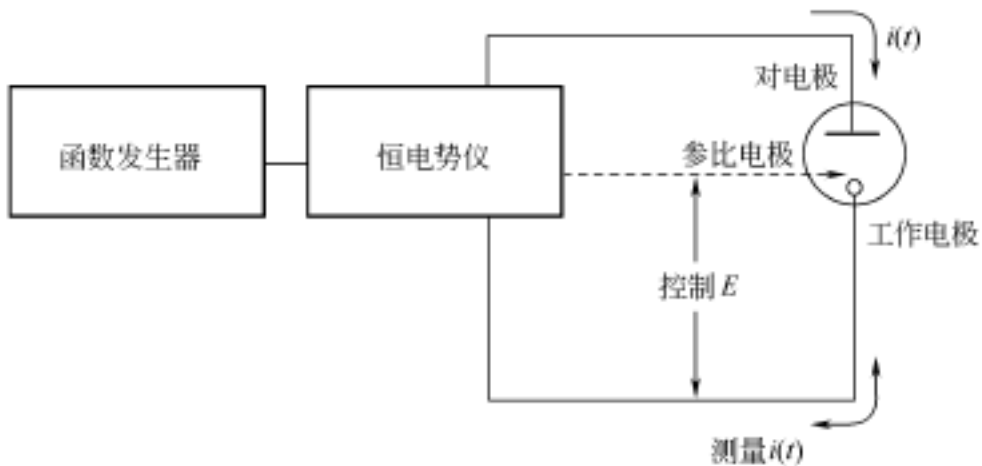 i(t)
对电极
函数发生器
恒电势仪
参比电极
工作电极
控制 E
测量i(t)